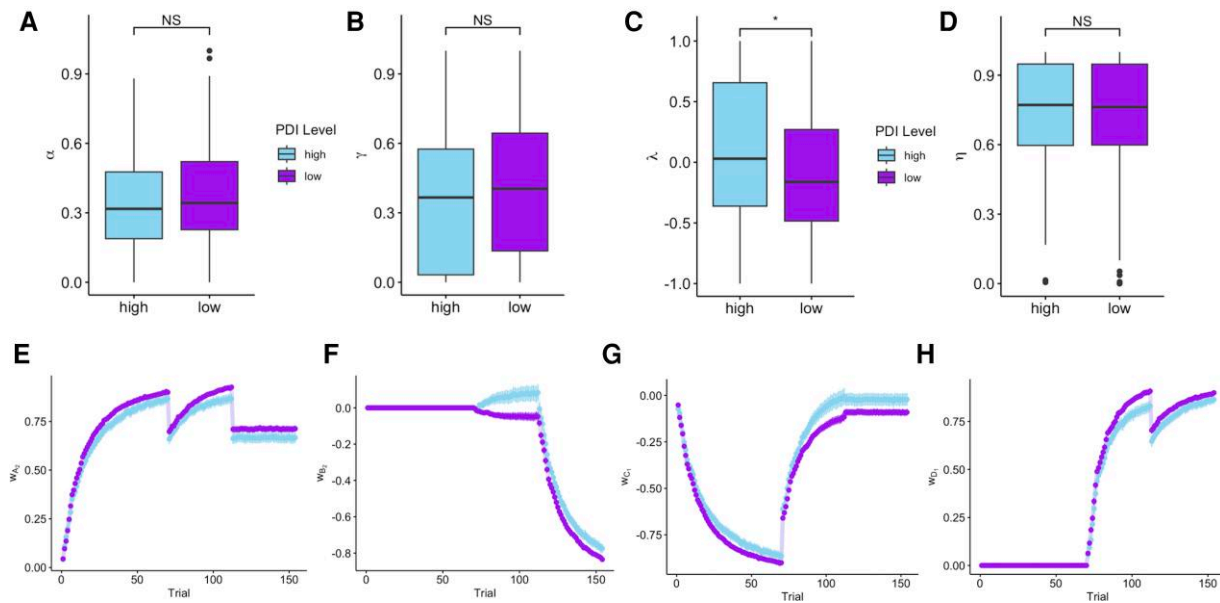 A
NS
0.9
0.6
0.3
0.0
α
high
low
PDI Level
high
low
B
NS
0.9
0.6
0.3
0.0
γ
high
low
C
*
1.0
0.5
0.0
-0.5
-1.0
λ
high
low
PDI Level
high
low
D
NS
0.9
0.6
0.3
0.0
η
high
low
E
0.75
0.50
0.25
0.00
wA2
0
50
100
150
Trial
F
0.0
-0.2
-0.4
-0.6
-0.8
wB2
0
50
100
150
Trial
G
0.00
-0.25
-0.50
-0.75
wC1
0
50
100
150
Trial
H
0.75
0.50
0.25
0.00
wD1
0
50
100
150
Trial